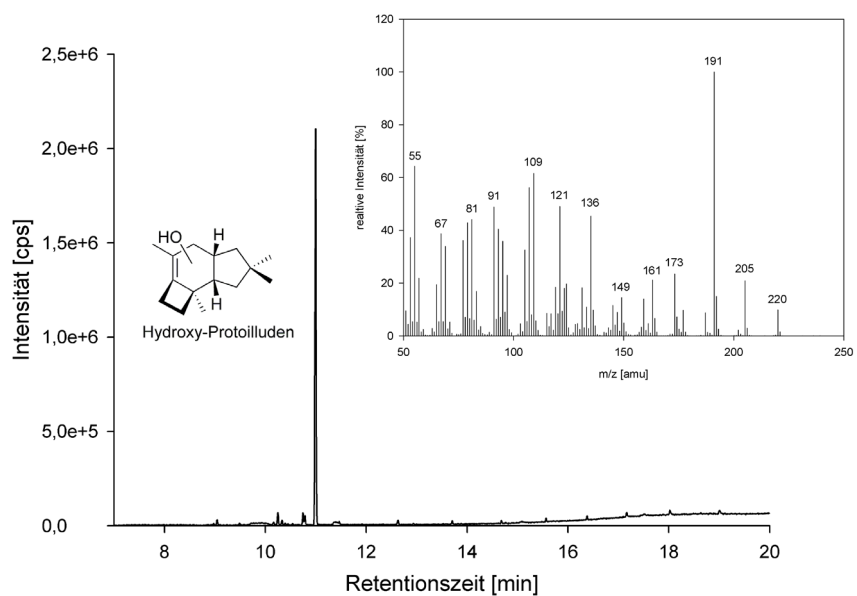 2,5e+6
2,0e+6
1,5e+6
1,0e+6
5,0e+5
0,0
Intensität [cps]
8 10 12 14 16 18 20
Retentionszeit [min]
HO
H
H
Hydroxy-Protoilluden
120
100
80
60
40
20
0
realtive Intensität [%]
55
67
81
91
109
121
136
149
161
173
191
205
220
50 100 150 200 250
m/z [amu]